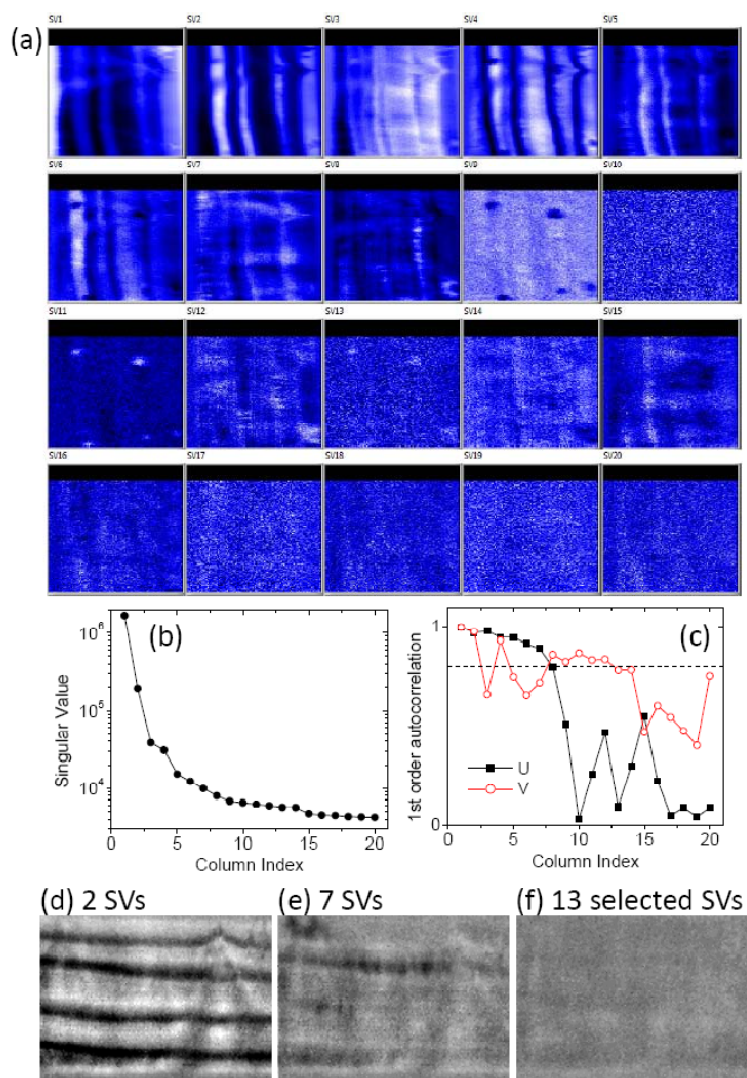 (a)
SV1 SV2 SV3 SV4 SV5
SV6 SV7 SV8 SV9 SV10
SV11 SV12 SV13 SV14 SV15
SV16 SV17 SV18 SV19 SV20
(b)
Singular Value
10^6
10^5
10^4
0 5 10 15 20
Column Index
(c)
1st order autocorrelation
1
0
U
V
0 5 10 15 20
Column Index
(d) 2 SVs (e) 7 SVs (f) 13 selected SVs